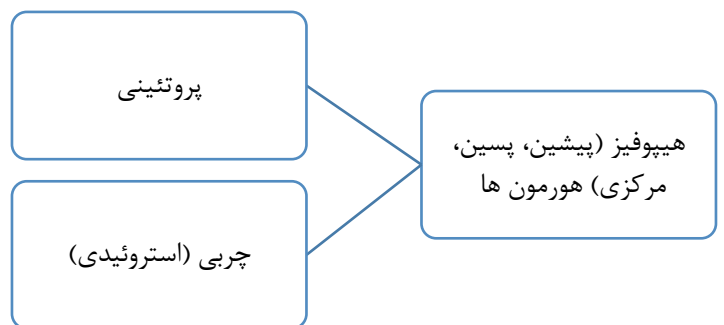 هیپوفیز (پیشین، پسین،
مرکزی) هورمون ها
پروتئینی
چربی (استروئیدی)